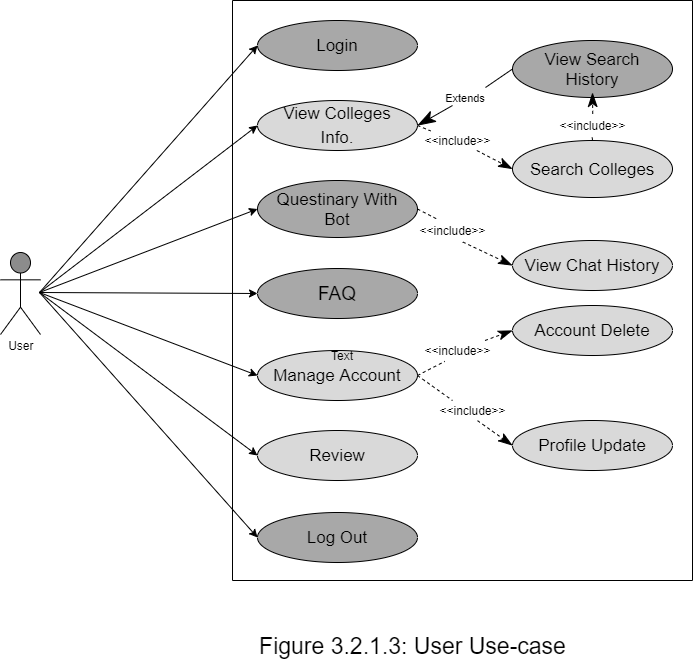 Login
View Search
History
Extends
View Colleges
Info.
<<include>>
<<include>>
Search Colleges
Questinary With
Bot
<<include>>
View Chat History
User
FAQ
Text
Manage Account
<<include>>
Account Delete
<<include>>
Profile Update
Review
Log Out
Figure 3.2.1.3: User Use-case